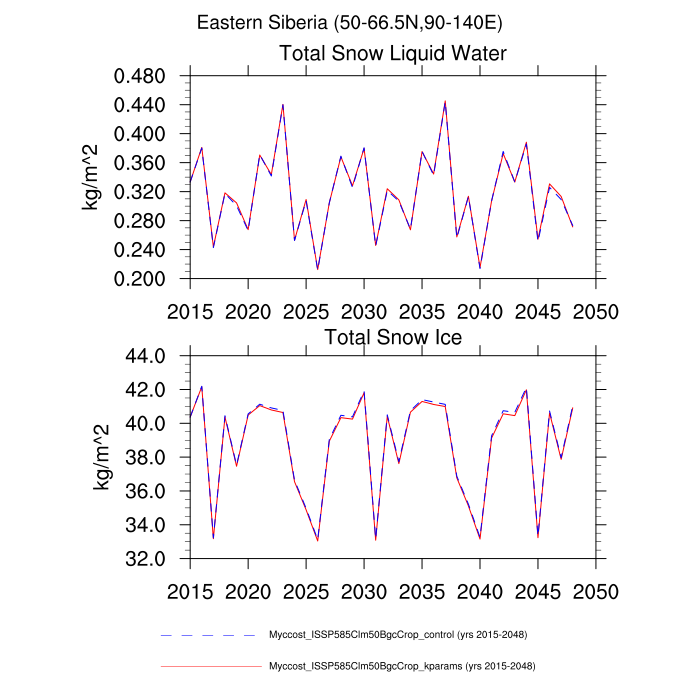 Eastern Siberia (50-66.5N,90-140E)
Total Snow Liquid Water
0.480
0.440
0.400
0.360
0.320
0.280
0.240
0.200
kg/m^2
2015 2020 2025 2030 2035 2040 2045 2050
Total Snow Ice
44.0
42.0
40.0
38.0
36.0
34.0
32.0
kg/m^2
2015 2020 2025 2030 2035 2040 2045 2050
Myccost_ISSP585Clm50BgcCrop_control (yrs 2015-2048)
Myccost_ISSP585Clm50BgcCrop_kparams (yrs 2015-2048)